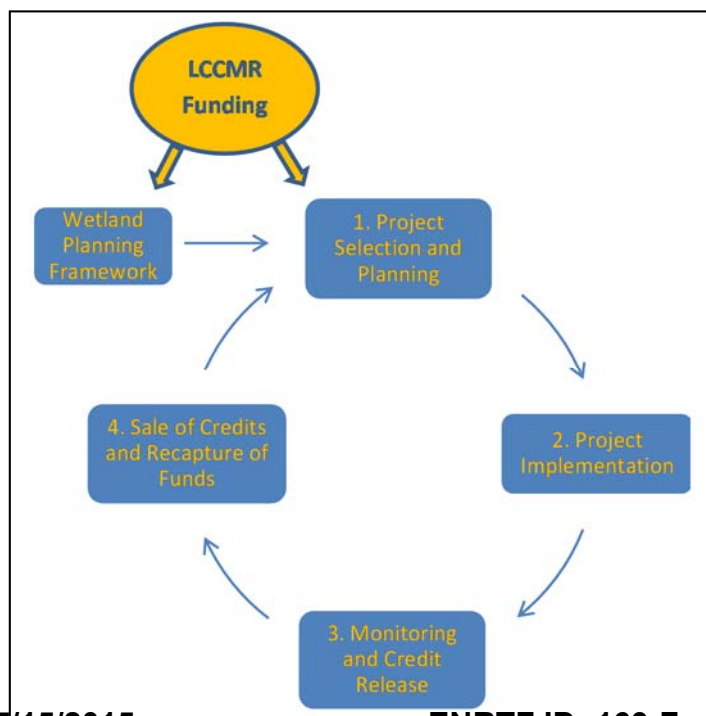 LCCMR
Funding
Wetland
Planning
Framework
1. Project
Selection and
Planning
2. Project
Implementation
3. Monitoring
and Credit
Release
4. Sale of Credits
and Recapture of
Funds